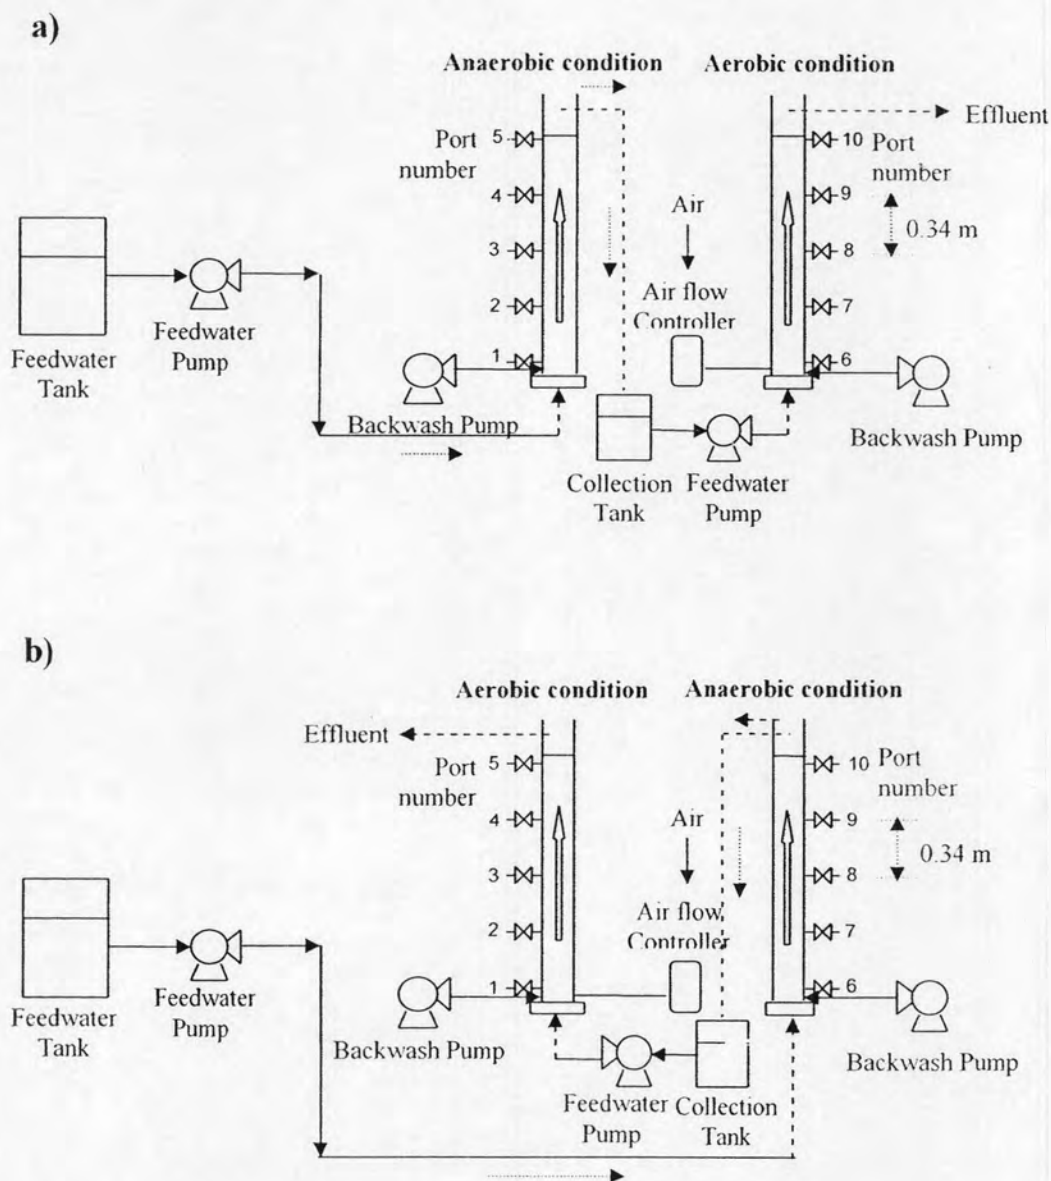 a)
Anaerobic condition
Aerobic condition
Effluent
5
Port
number
4
3
2
1
10
Port
number
9
0.34 m
8
7
6
Air
Air flow
Controller
Feedwater
Tank
Feedwater
Pump
Backwash Pump
Collection
Tank
Feedwater
Pump
Backwash Pump
b)
Aerobic condition
Anaerobic condition
Effluent
5
Port
number
4
3
2
1
10
Port
number
9
0.34 m
8
7
6
Air
Air flow
Controller
Feedwater
Tank
Feedwater
Pump
Backwash Pump
Feedwater
Pump
Collection
Tank
Backwash Pump